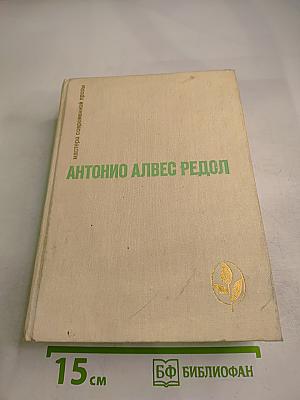 мастера современной прозы
АНТОНИО АЛВЕС РЕДОЛ
15 см
БФ БИБЛИОФАН